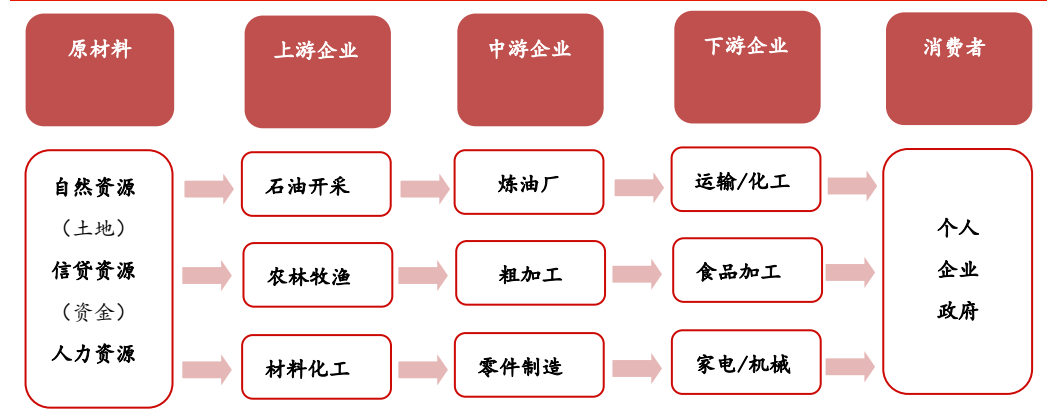 原材料
上游企业
中游企业
下游企业
消费者
自然资源
（土地）
信贷资源
（资金）
人力资源
石油开采
炼油厂
运输/化工
农林牧渔
粗加工
食品加工
材料化工
零件制造
家电/机械
个人
企业
政府